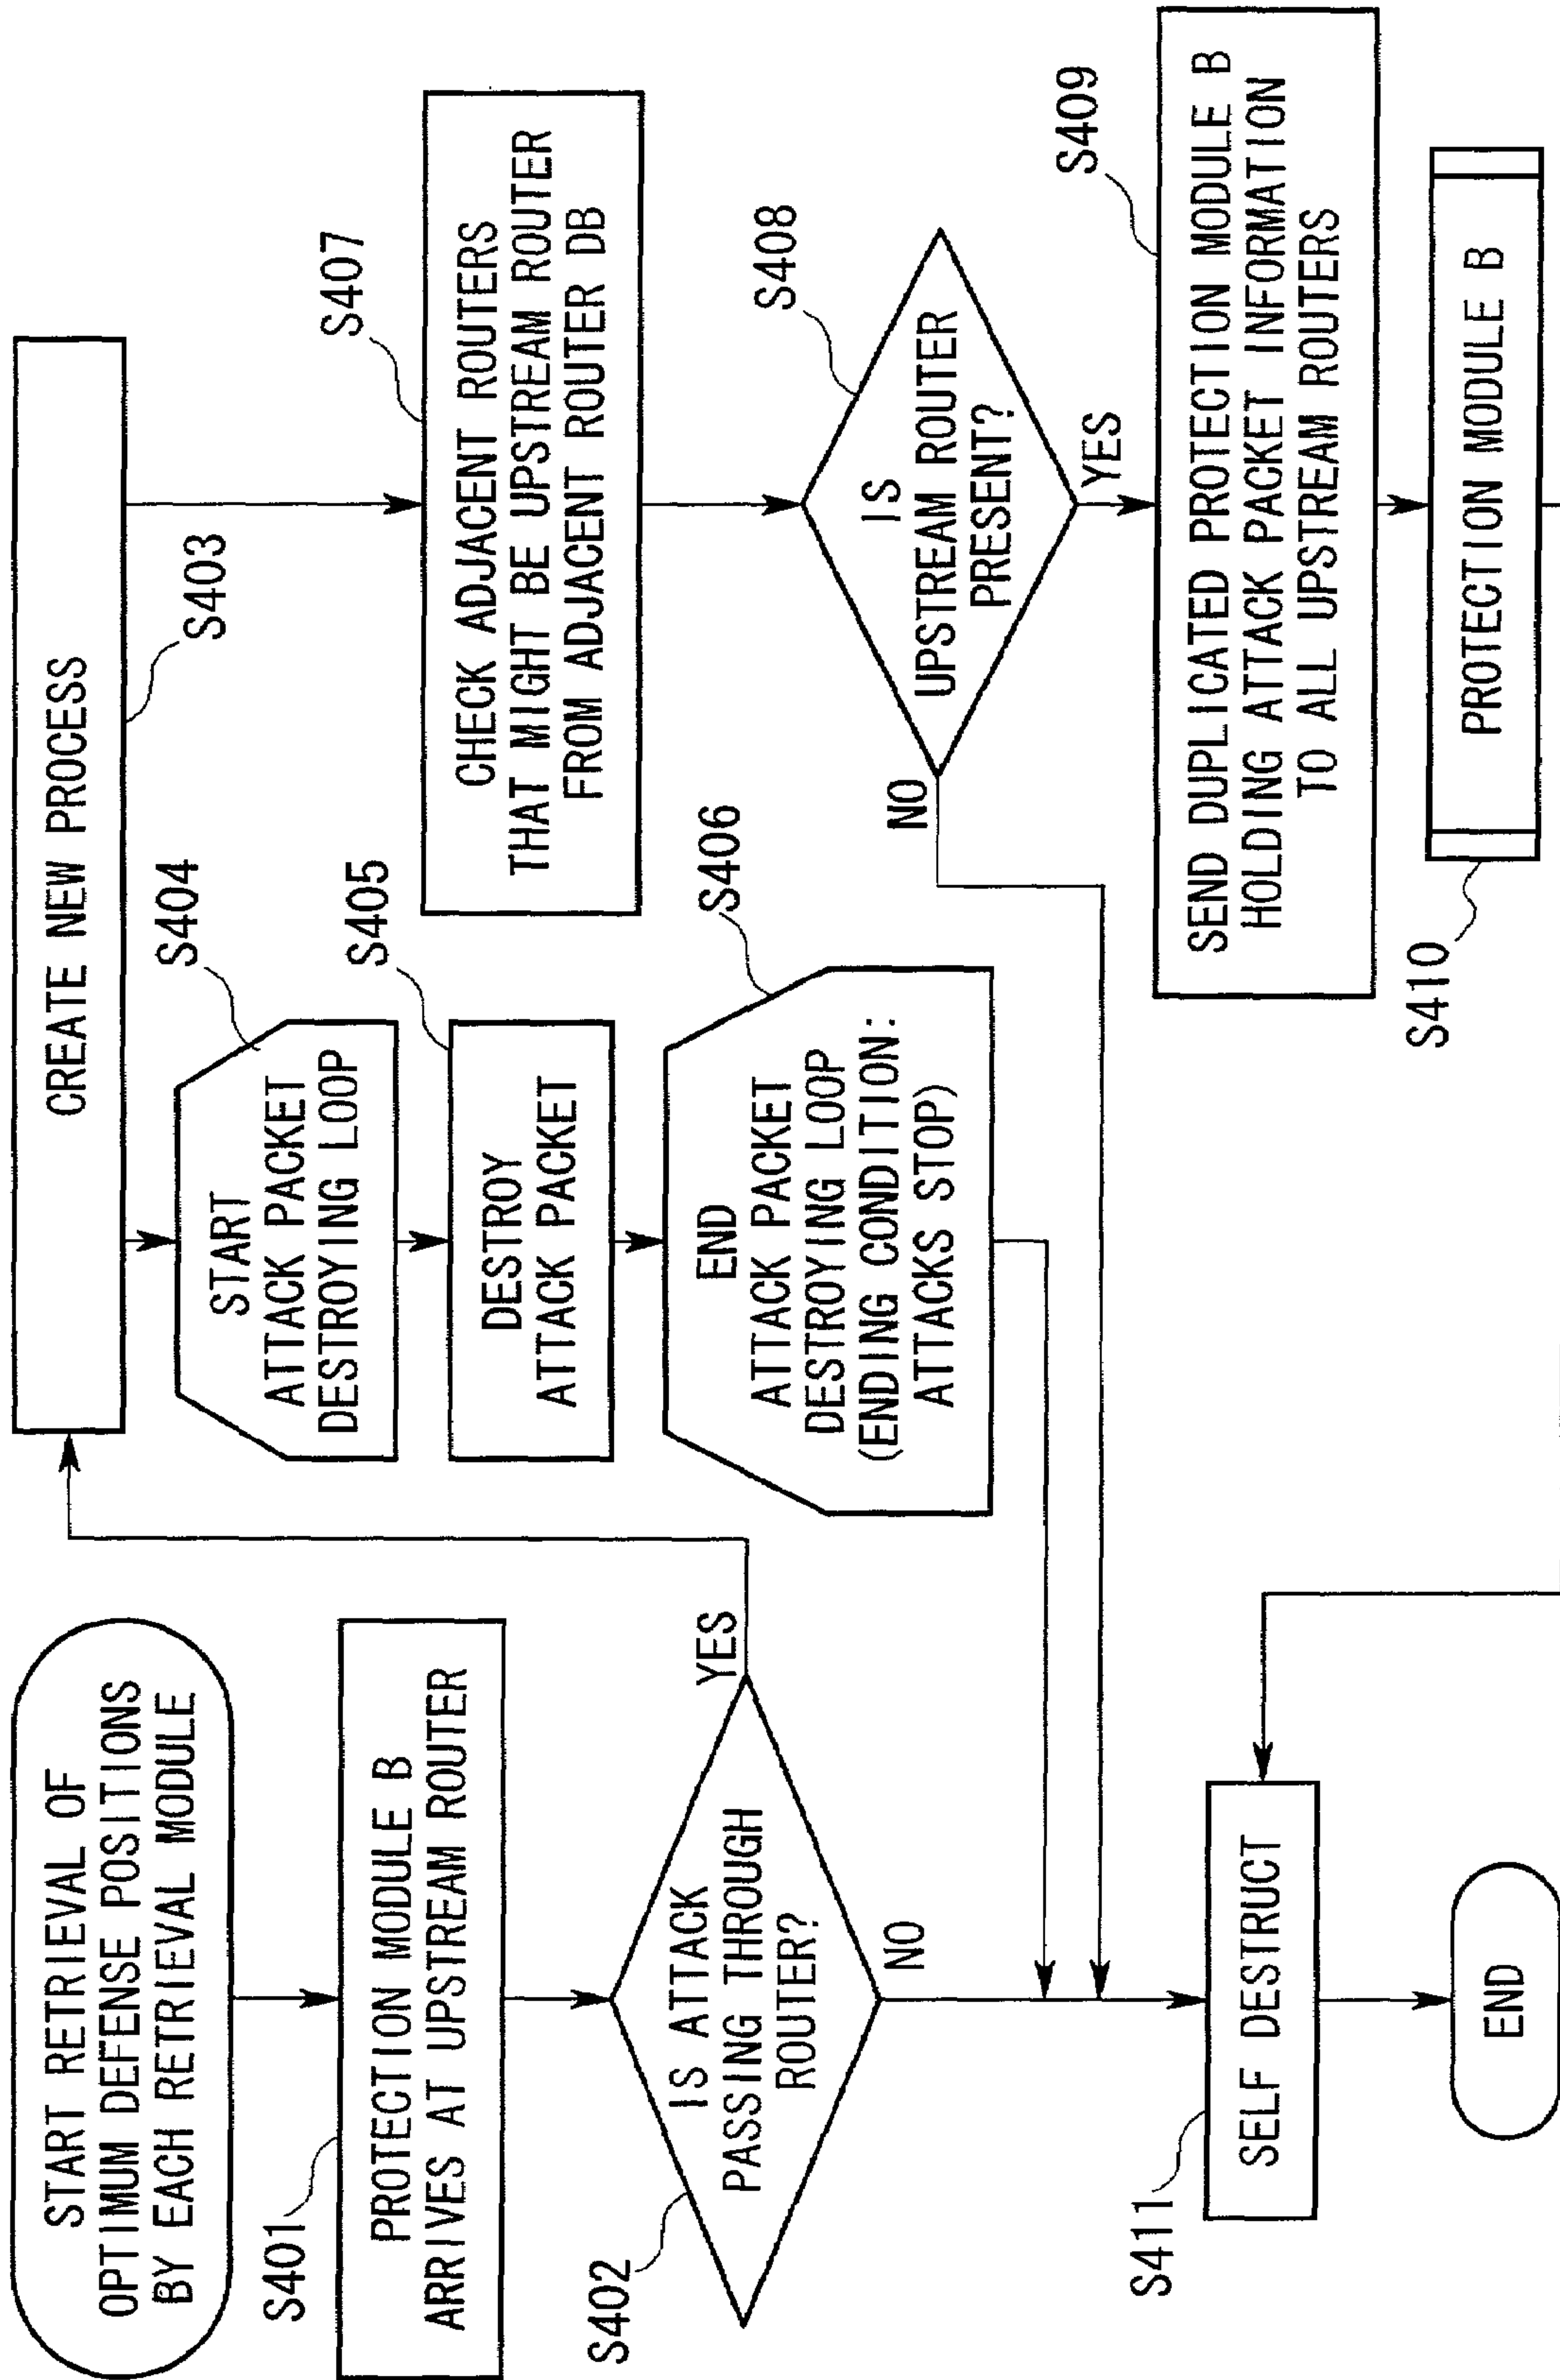 START RETRIEVAL OF
OPTIMUM DEFENSE POSITIONS
BY EACH RETRIEVAL MODULE
S401
PROTECTION MODULE B
ARRIVES AT UPSTREAM ROUTER
S402
IS ATTACK
PASSING THROUGH
ROUTER?
YES
NO
CREATE NEW PROCESS
S403
S404
START
ATTACK PACKET
DESTROYING LOOP
S405
DESTROY
ATTACK PACKET
S406
END
ATTACK PACKET
DESTROYING LOOP
(ENDING CONDITION:
ATTACKS STOP)
S407
CHECK ADJACENT ROUTERS
THAT MIGHT BE UPSTREAM ROUTER
FROM ADJACENT ROUTER DB
S408
IS
UPSTREAM ROUTER
PRESENT?
NO
YES
S409
SEND DUPLICATED PROTECTION MODULE B
HOLDING ATTACK PACKET INFORMATION
TO ALL UPSTREAM ROUTERS
S410
PROTECTION MODULE B
S411
SELF DESTRUCT
END